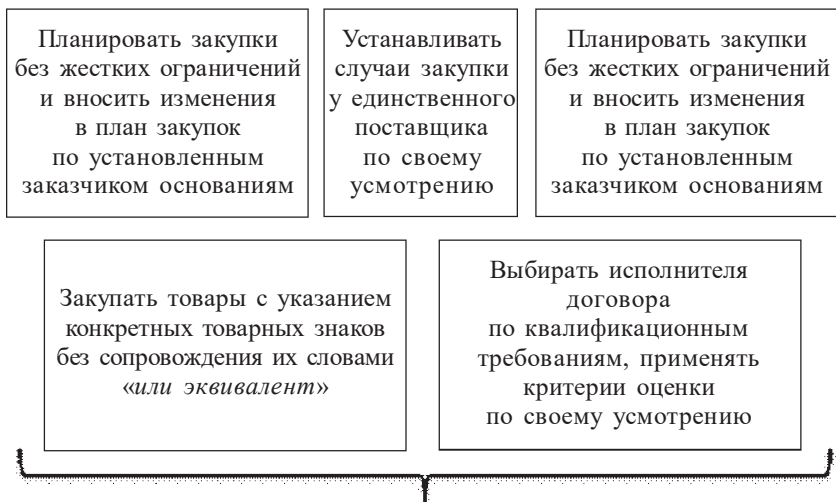 Планировать закупки
без жестких ограничений
и вносить изменения
в план закупок
по установленным
заказчиком основаниям
Устанавливать
случаи закупки
у единственного
поставщика
по своему
усмотрению
Планировать закупки
без жестких ограничений
и вносить изменения
в план закупок
по установленным
заказчиком основаниям
Закупать товары с указанием
конкретных товарных знаков
без сопровождения их словами
«или эквивалент»
Выбирать исполнителя
договора
по квалификационным
требованиям, применять
критерии оценки
по своему усмотрению